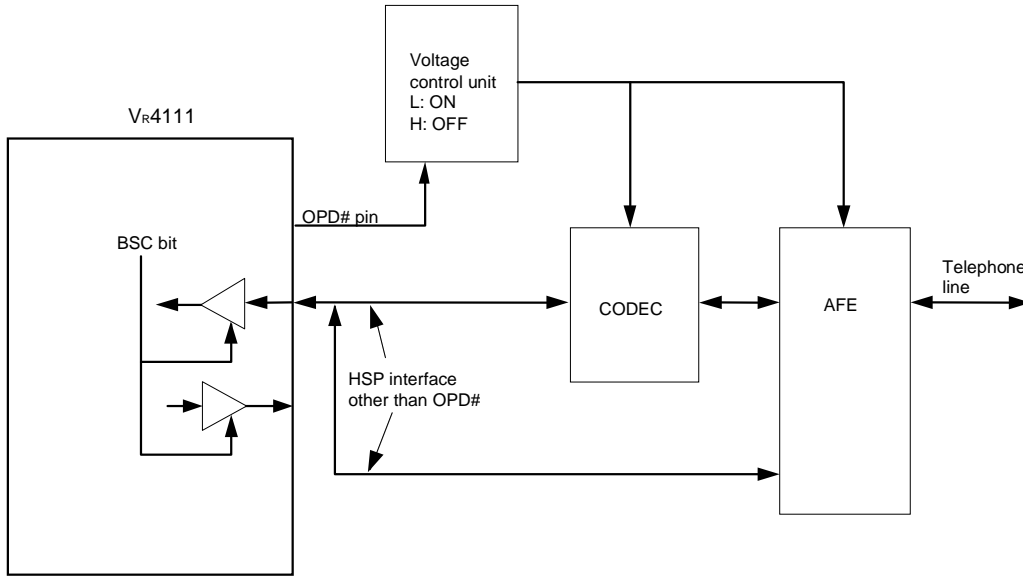 Voltage
control unit
L: ON
H: OFF
VR4111
OPD# pin
BSC bit
CODEC
AFE
Telephone
line
HSP interface
other than OPD#